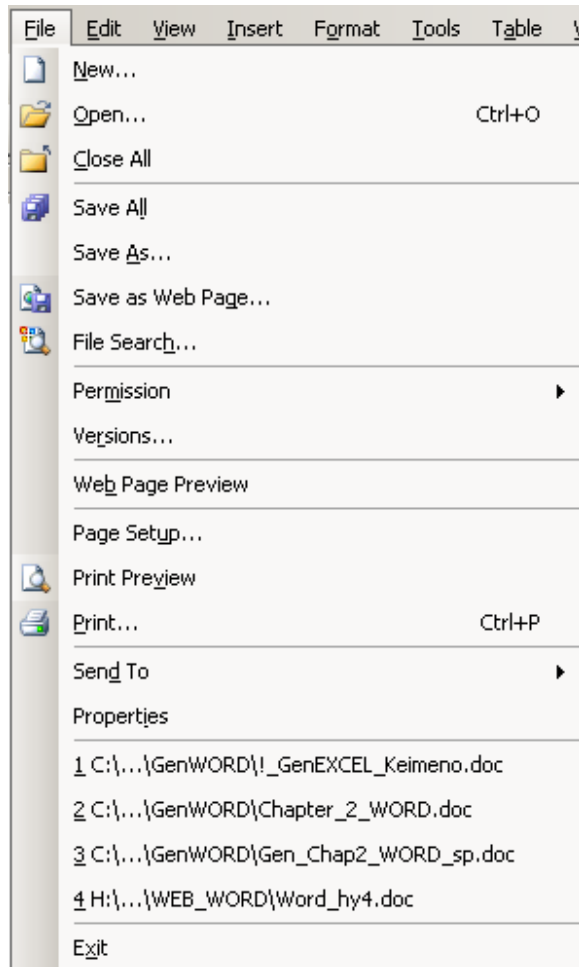 File Edit View Insert Format Tools Table
New...
Open... Ctrl+O
Close All
Save All
Save As...
Save as Web Page...
File Search...
Permission
Versions...
Web Page Preview
Page Setup...
Print Preview
Print... Ctrl+P
Send To
Properties
1 C:\...\GenWORD\!_GenEXCEL_Keimeno.doc
2 C:\...\GenWORD\Chapter_2_WORD.doc
3 C:\...\GenWORD\Gen_Chap2_WORD_sp.doc
4 H:\...\WEB_WORD\Word_hy4.doc
Exit